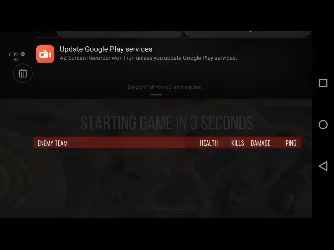 Update Google Play services
AZ Screen Recorder won't run unless you update Google Play services.
STARTING GAME IN 3 SECONDS
ENEMY TEAM HEALTH KILLS DAMAGE PING